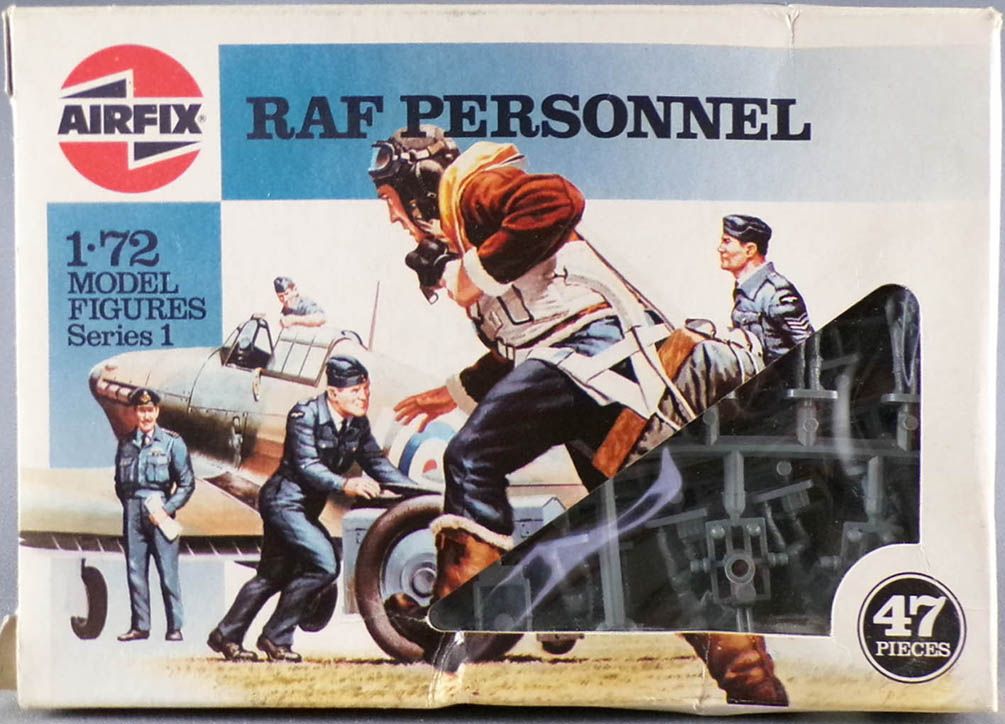 AIRFIX®
RAF PERSONNEL
1·72
MODEL
FIGURES
Series 1
47
PIECES